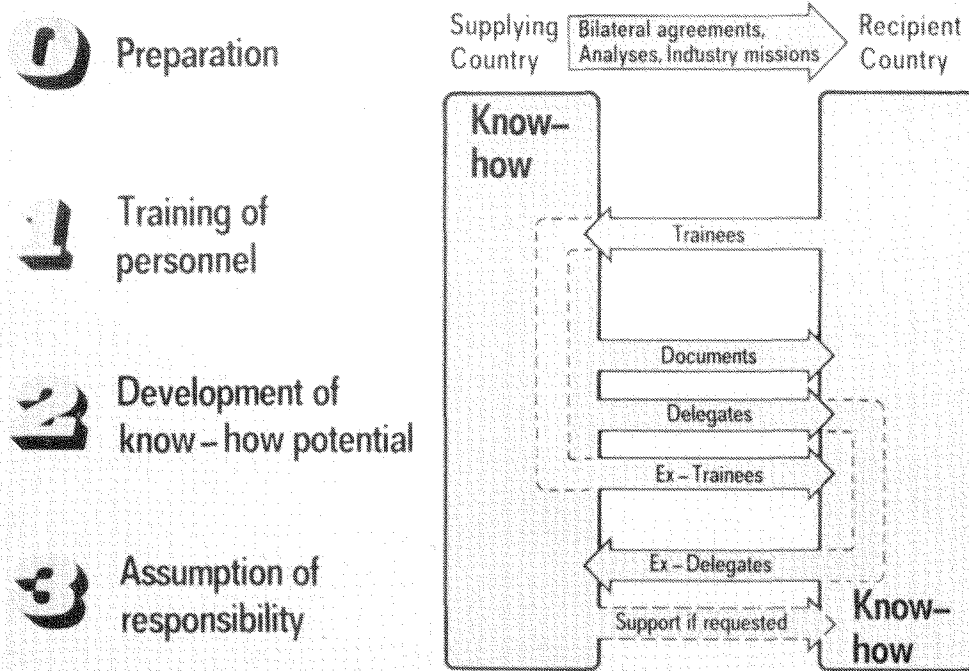 0 Preparation
Supplying Country
Bilateral agreements,
Analyses, Industry missions
Recipient Country
Know–
how
1 Training of
personnel
Trainees
Documents
2 Development of
know–how potential
Delegates
Ex–Trainees
3 Assumption of
responsibility
Ex–Delegates
Support if requested
Know–
how